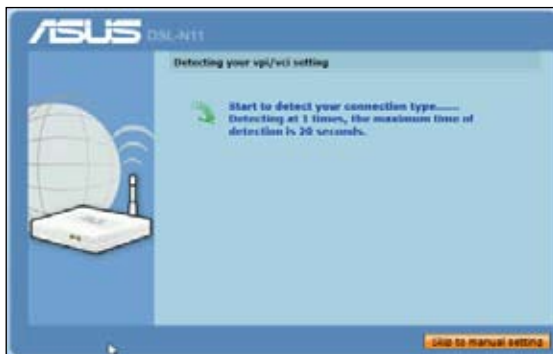 ASUS DSL-N11
Detecting your vpi/vci setting
Start to detect your connection type......
Detecting at 1 times, the maximum time of
detection is 20 seconds.
Skip to manual setting